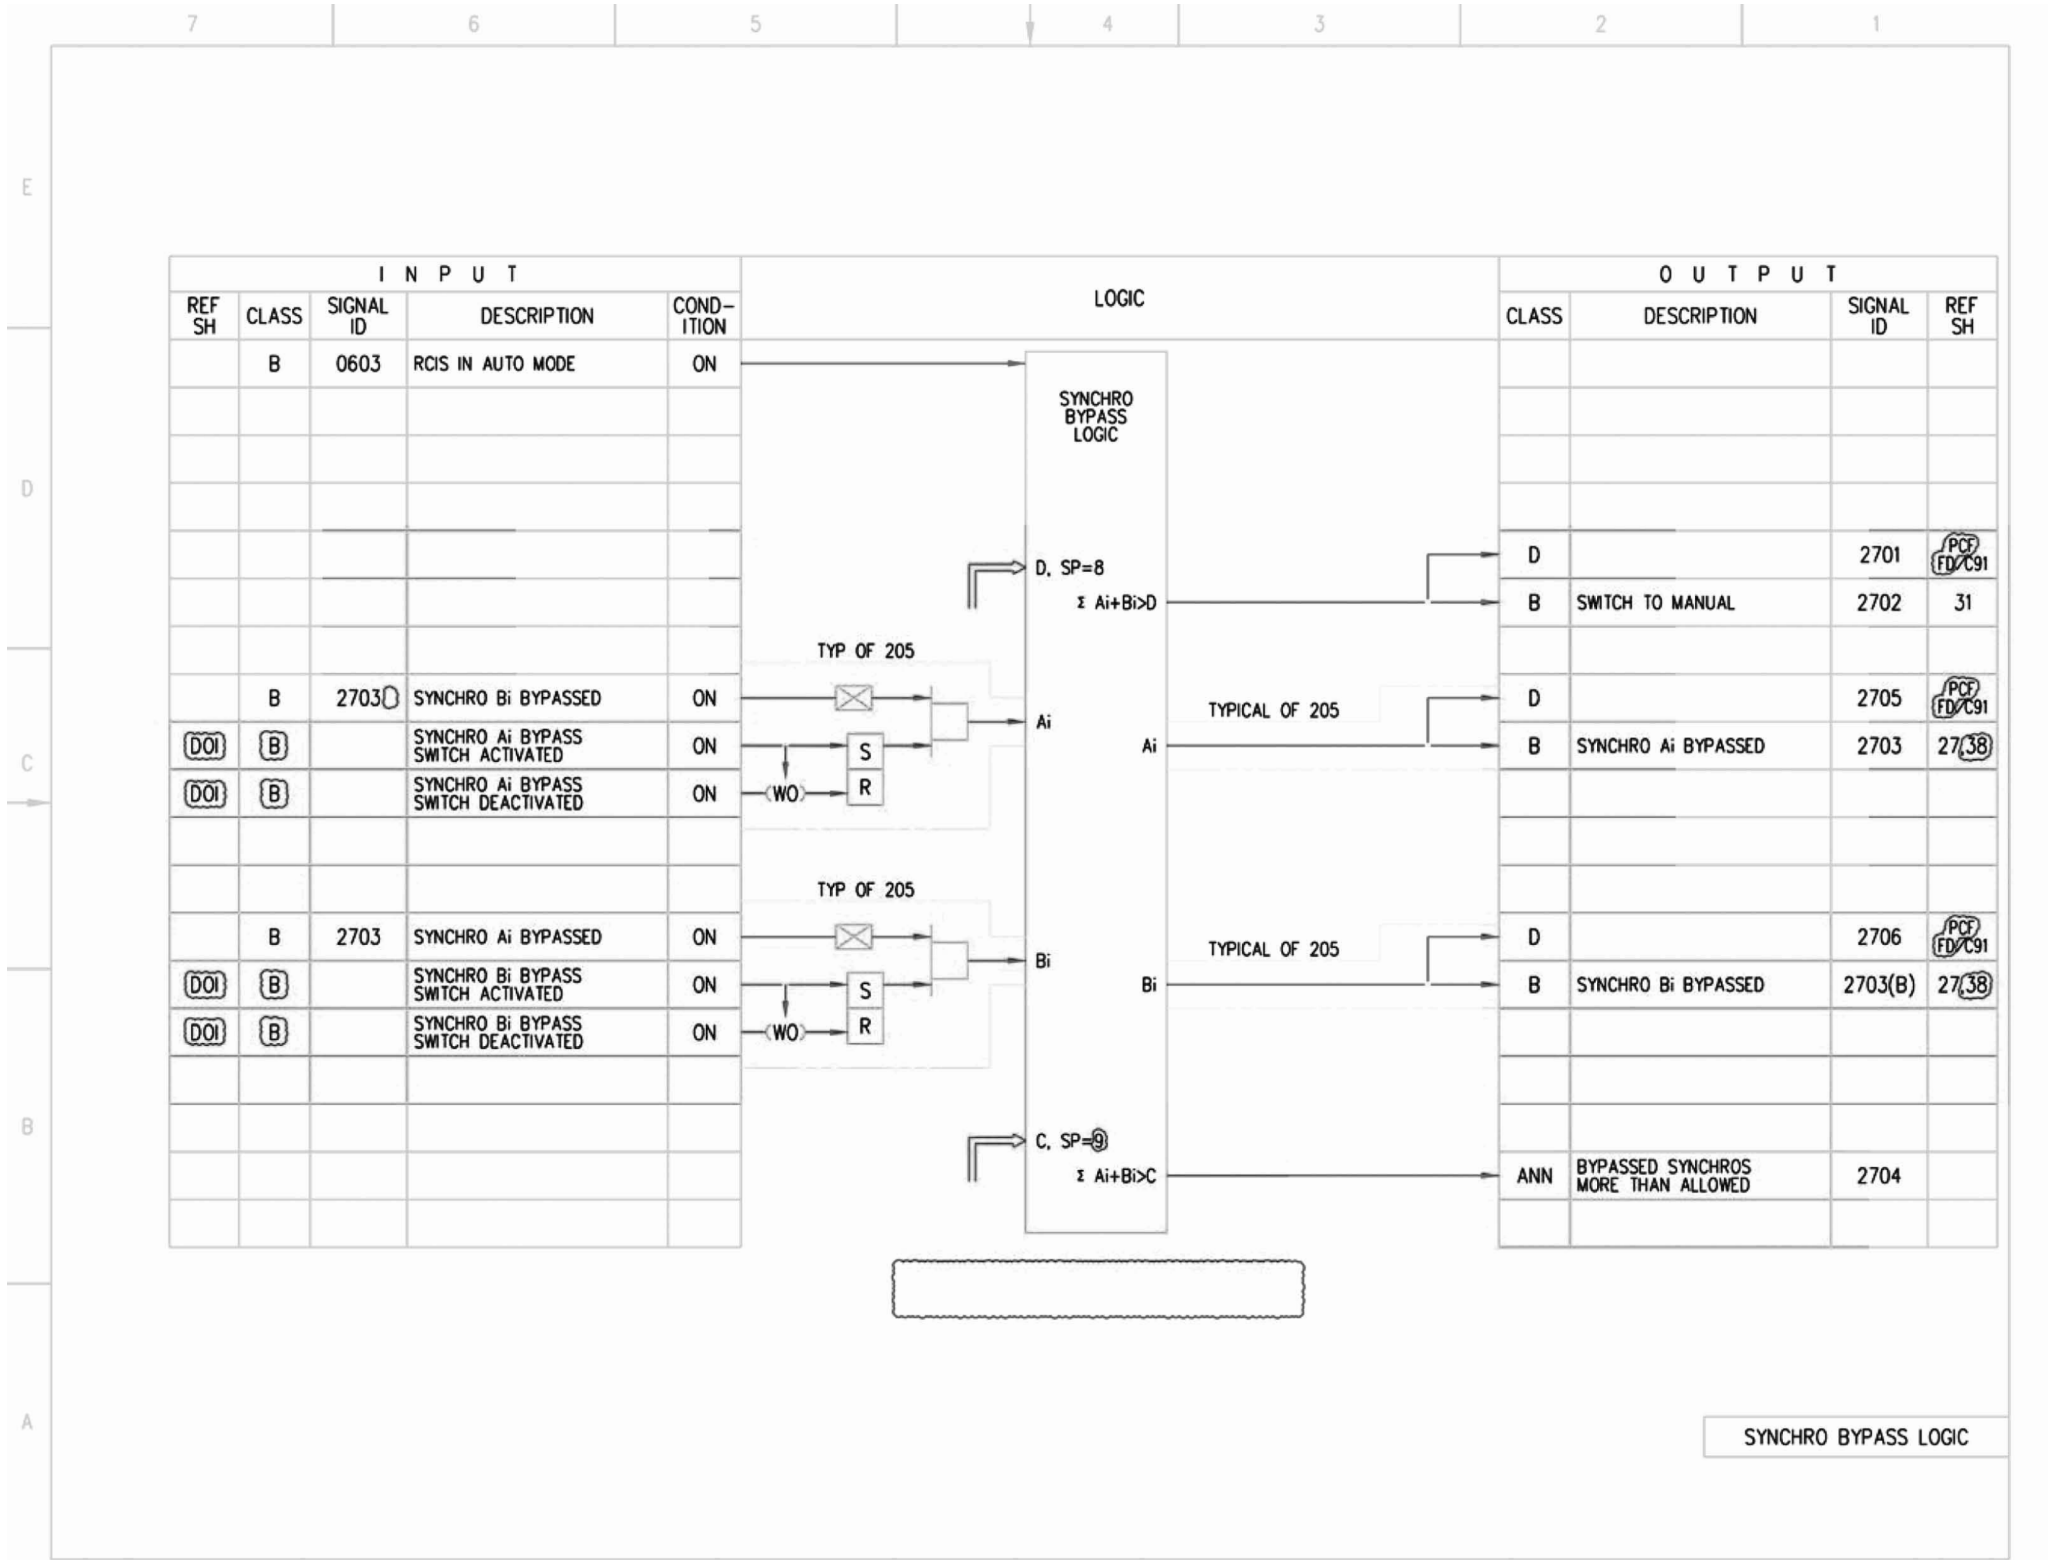 7 6 5 4 3 2 1
E
D
C
B
A
I N P U T
LOGIC
O U T P U T
REF SH CLASS SIGNAL ID DESCRIPTION COND-ITION
CLASS DESCRIPTION SIGNAL ID REF SH
B 0603 RCIS IN AUTO MODE ON
SYNCHRO
BYPASS
LOGIC
D, SP=8
D 2701 PCF FD/C91
Σ Ai+Bi>D
B SWITCH TO MANUAL 2702 31
TYP OF 205
B 2703 SYNCHRO Bi BYPASSED ON
TYPICAL OF 205
D 2705 PCF FD/C91
Ai
DOI B SYNCHRO Ai BYPASS
SWITCH ACTIVATED ON S
Ai
B SYNCHRO Ai BYPASSED 2703 27,38
DOI B SYNCHRO Ai BYPASS
SWITCH DEACTIVATED ON (WO) R
TYP OF 205
B 2703 SYNCHRO Ai BYPASSED ON
TYPICAL OF 205
D 2706 PCF FD/C91
Bi
DOI B SYNCHRO Bi BYPASS
SWITCH ACTIVATED ON S
Bi
B SYNCHRO Bi BYPASSED 2703(B) 27,38
DOI B SYNCHRO Bi BYPASS
SWITCH DEACTIVATED ON (WO) R
C, SP=9
Σ Ai+Bi>C
ANN BYPASSED SYNCHROS
MORE THAN ALLOWED 2704
SYNCHRO BYPASS LOGIC